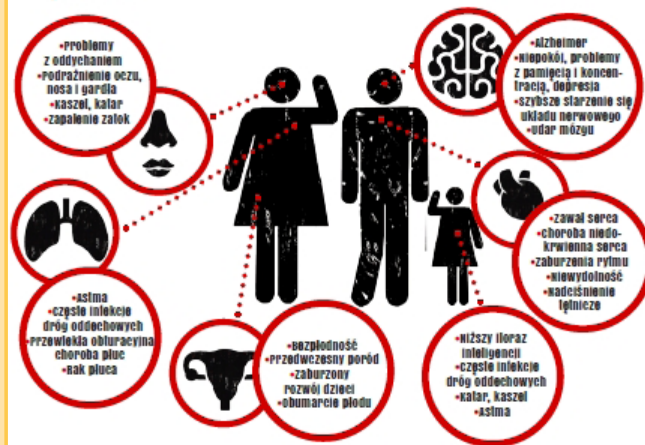 •Problemy
z oddychaniem
•Podrażnienie oczu,
nosa i gardła
•Kaszel, katar
•Zapalenie zatok
•Alzheimer
•Niepokój, problemy
z pamięcią i koncen-
tracją, depresja
•szybsze starzenie się
układu nerwowego
•Udar mózgu
•Astma
•częste infekcje
dróg oddechowych
•Przewlekła obturacyjna
choroba płuc
•Rak płuca
•Zawał serca
•choroba niedo-
krwienna serca
•Zaburzenia rytmu
•Niewydolność
•Nadciśnienie
tętnicze
•Bezpłodność
•Przedwczesny poród
•zaburzony
rozwój dzieci
•Obumarcie płodu
•Niższy iloraz
inteligencji
•Częste infekcje
dróg oddechowych
•Katar, kaszel
•Astma